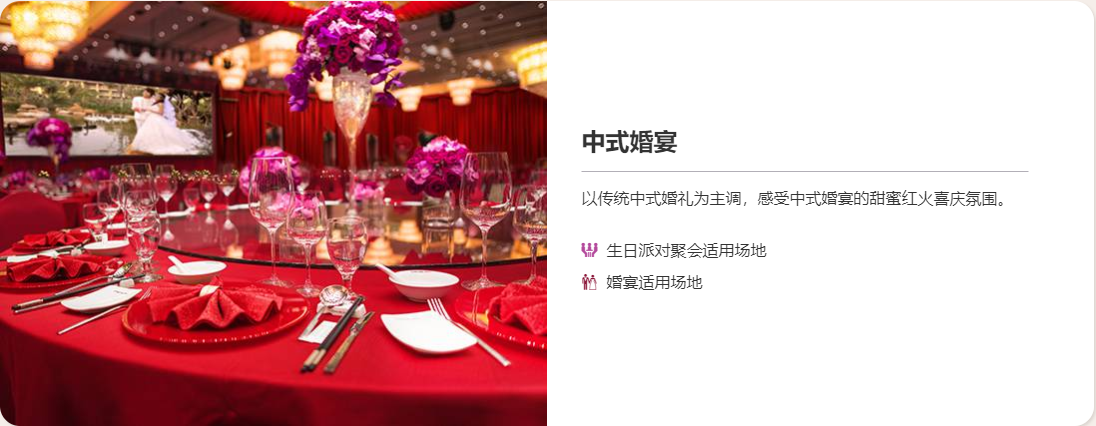 中式婚宴
以传统中式婚礼为主调，感受中式婚宴的甜蜜红火喜庆氛围。
生日派对聚会适用场地
婚宴适用场地